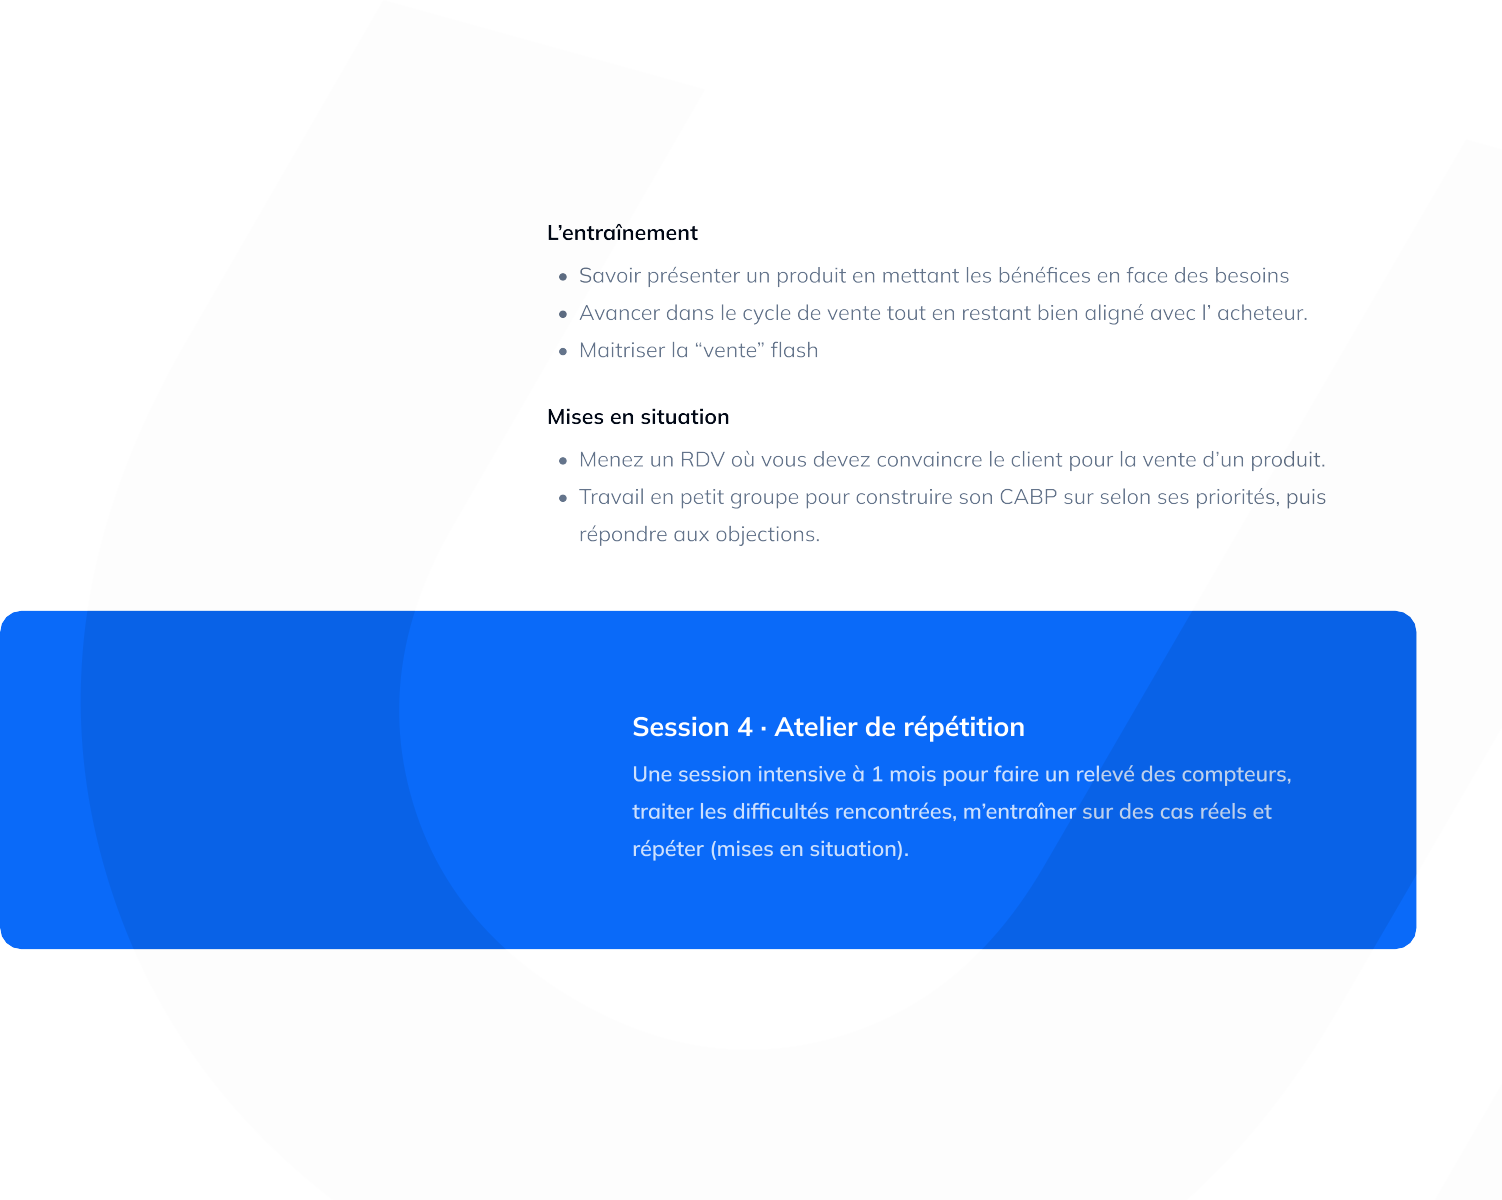 L’entraînement
• Savoir présenter un produit en mettant les bénéfices en face des besoins
• Avancer dans le cycle de vente tout en restant bien aligné avec l’ acheteur.
• Maitriser la “vente” flash
Mises en situation
• Menez un RDV où vous devez convaincre le client pour la vente d’un produit.
• Travail en petit groupe pour construire son CABP sur selon ses priorités, puis
répondre aux objections.
Session 4 · Atelier de répétition
Une session intensive à 1 mois pour faire un relevé des compteurs,
traiter les difficultés rencontrées, m’entraîner sur des cas réels et
répéter (mises en situation).